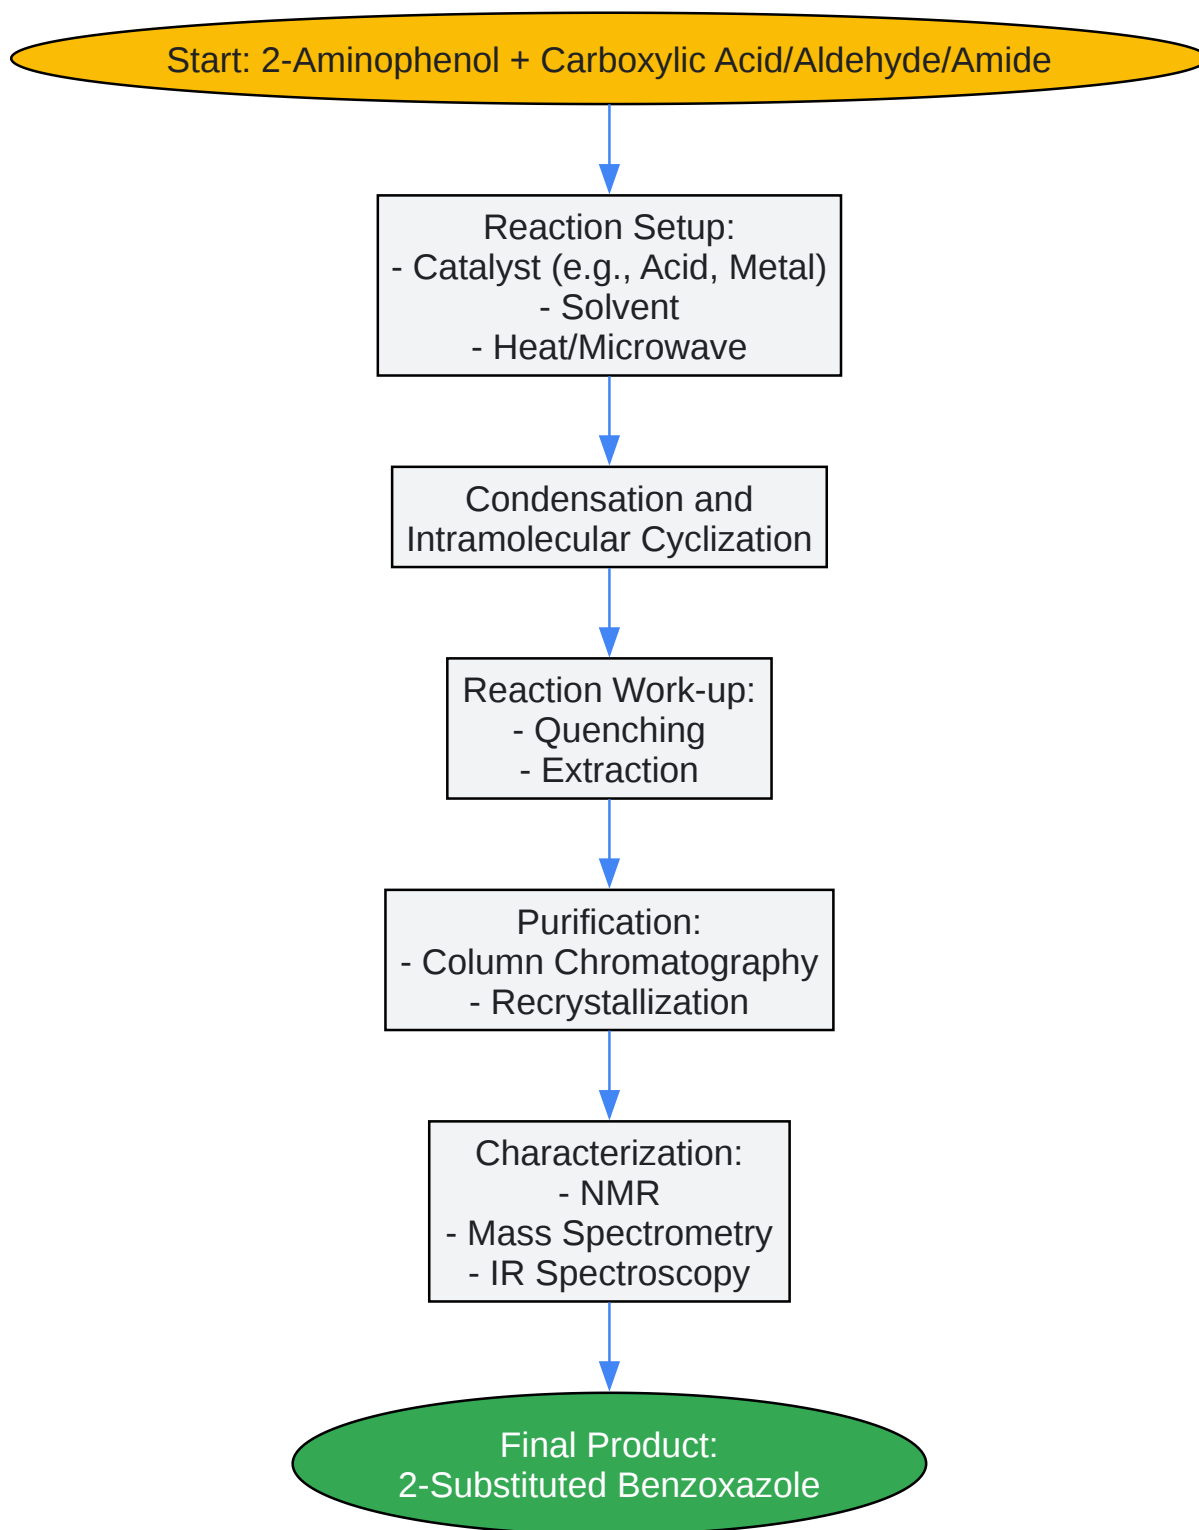 Start: 2-Aminophenol + Carboxylic Acid/Aldehyde/Amide
Reaction Setup:
- Catalyst (e.g., Acid, Metal)
- Solvent
- Heat/Microwave
Condensation and
Intramolecular Cyclization
Reaction Work-up:
- Quenching
- Extraction
Purification:
- Column Chromatography
- Recrystallization
Characterization:
- NMR
- Mass Spectrometry
- IR Spectroscopy
Final Product:
2-Substituted Benzoxazole